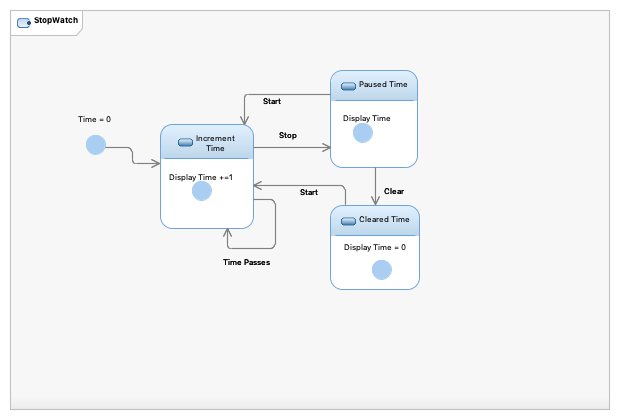 StopWatch
Paused Time
Start
Display Time
Time = 0
Increment
Time
Stop
Display Time +=1
Start
Clear
Cleared Time
Display Time = 0
Time Passes